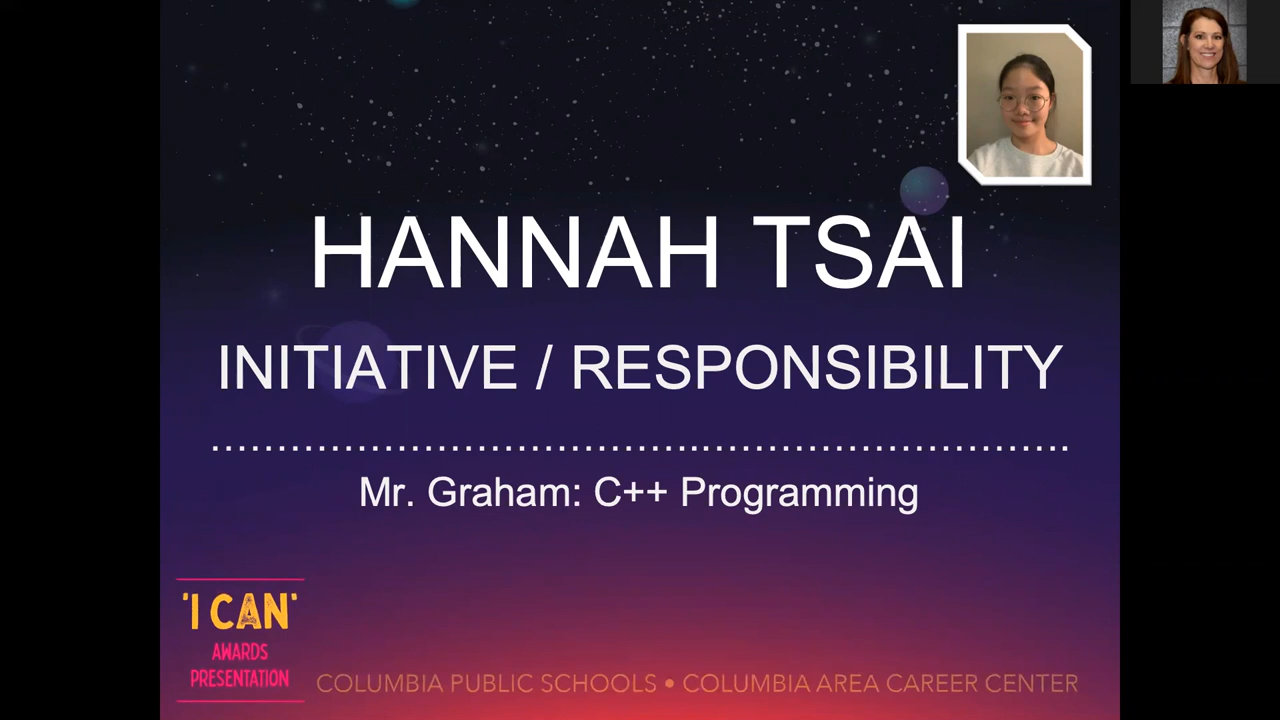 HANNAH TSAI
INITIATIVE / RESPONSIBILITY
Mr. Graham: C++ Programming
'I CAN'
AWARDS
PRESENTATION
COLUMBIA PUBLIC SCHOOLS • COLUMBIA AREA CAREER CENTER